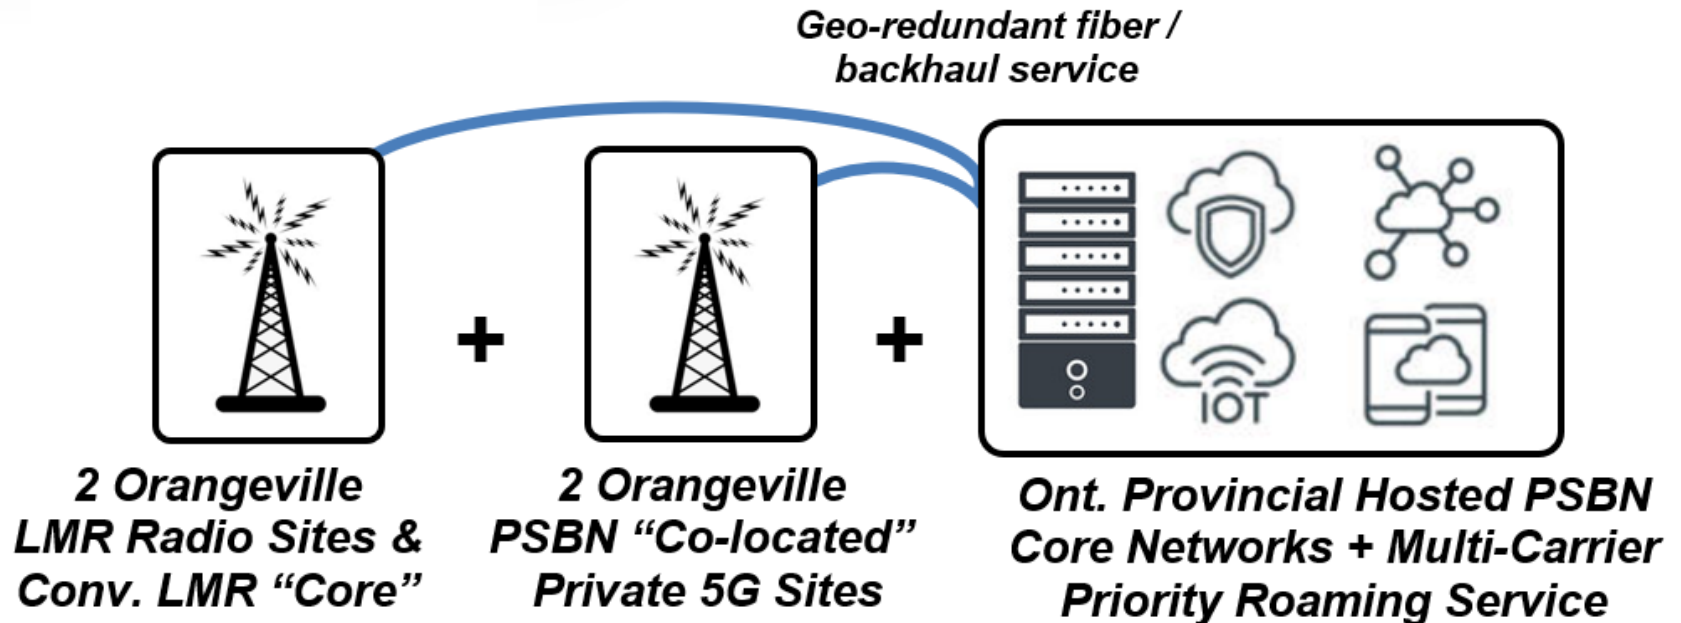 Geo-redundant fiber /
backhaul service
+
+
IOT
2 Orangeville
LMR Radio Sites &
Conv. LMR “Core”
2 Orangeville
PSBN “Co-located”
Private 5G Sites
Ont. Provincial Hosted PSBN
Core Networks + Multi-Carrier
Priority Roaming Service